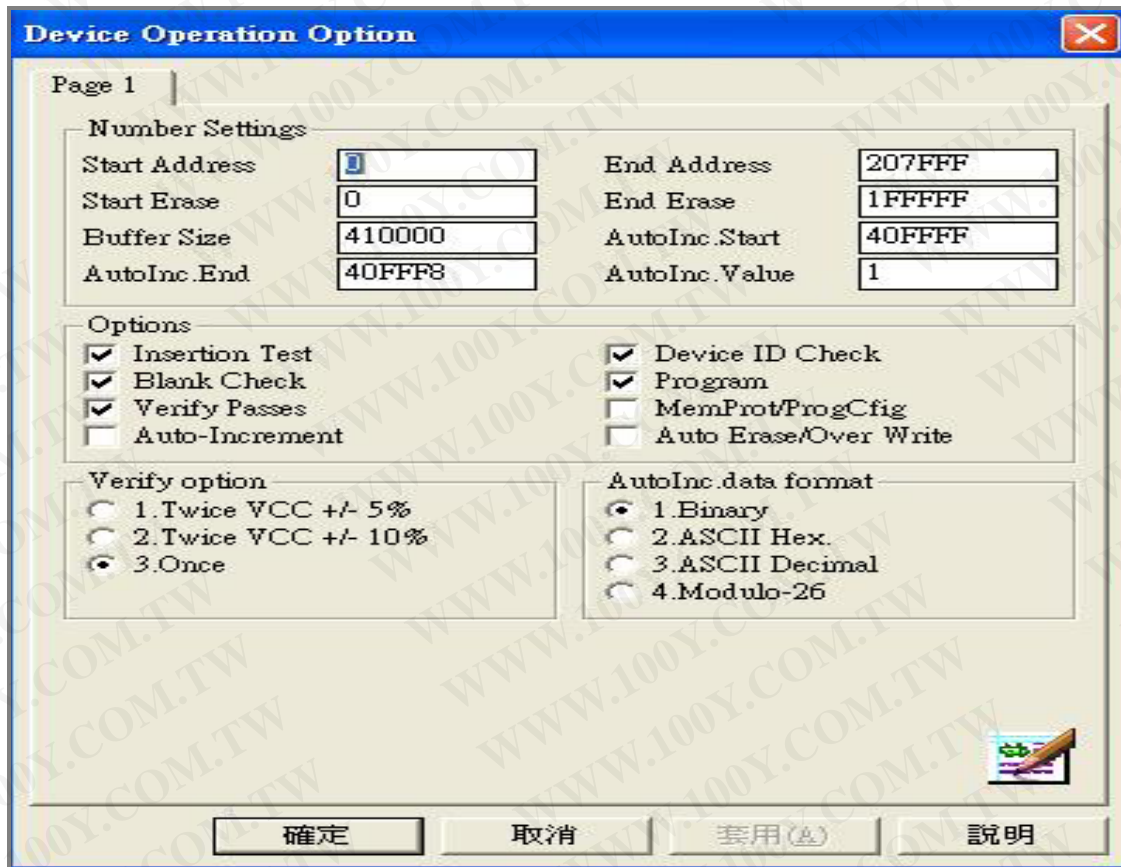 Device Operation Option
Page 1
Number Settings
Start Address 0 End Address 207FFF
Start Erase 0 End Erase 1FFFFF
Buffer Size 410000 AutoInc.Start 40FFFF
AutoInc.End 40FFF8 AutoInc.Value 1
Options
Insertion Test Device ID Check
Blank Check Program
Verify Passes MemProt/ProgCfig
Auto-Increment Auto Erase/Over Write
Verify option AutoInc.data format
1.Twice VCC +/- 5% 1.Binary
2.Twice VCC +/- 10% 2.ASCII Hex.
3.Once 3.ASCII Decimal
4.Modulo-26
確定 取消 套用(A) 說明
WWW.100Y.COM.TW